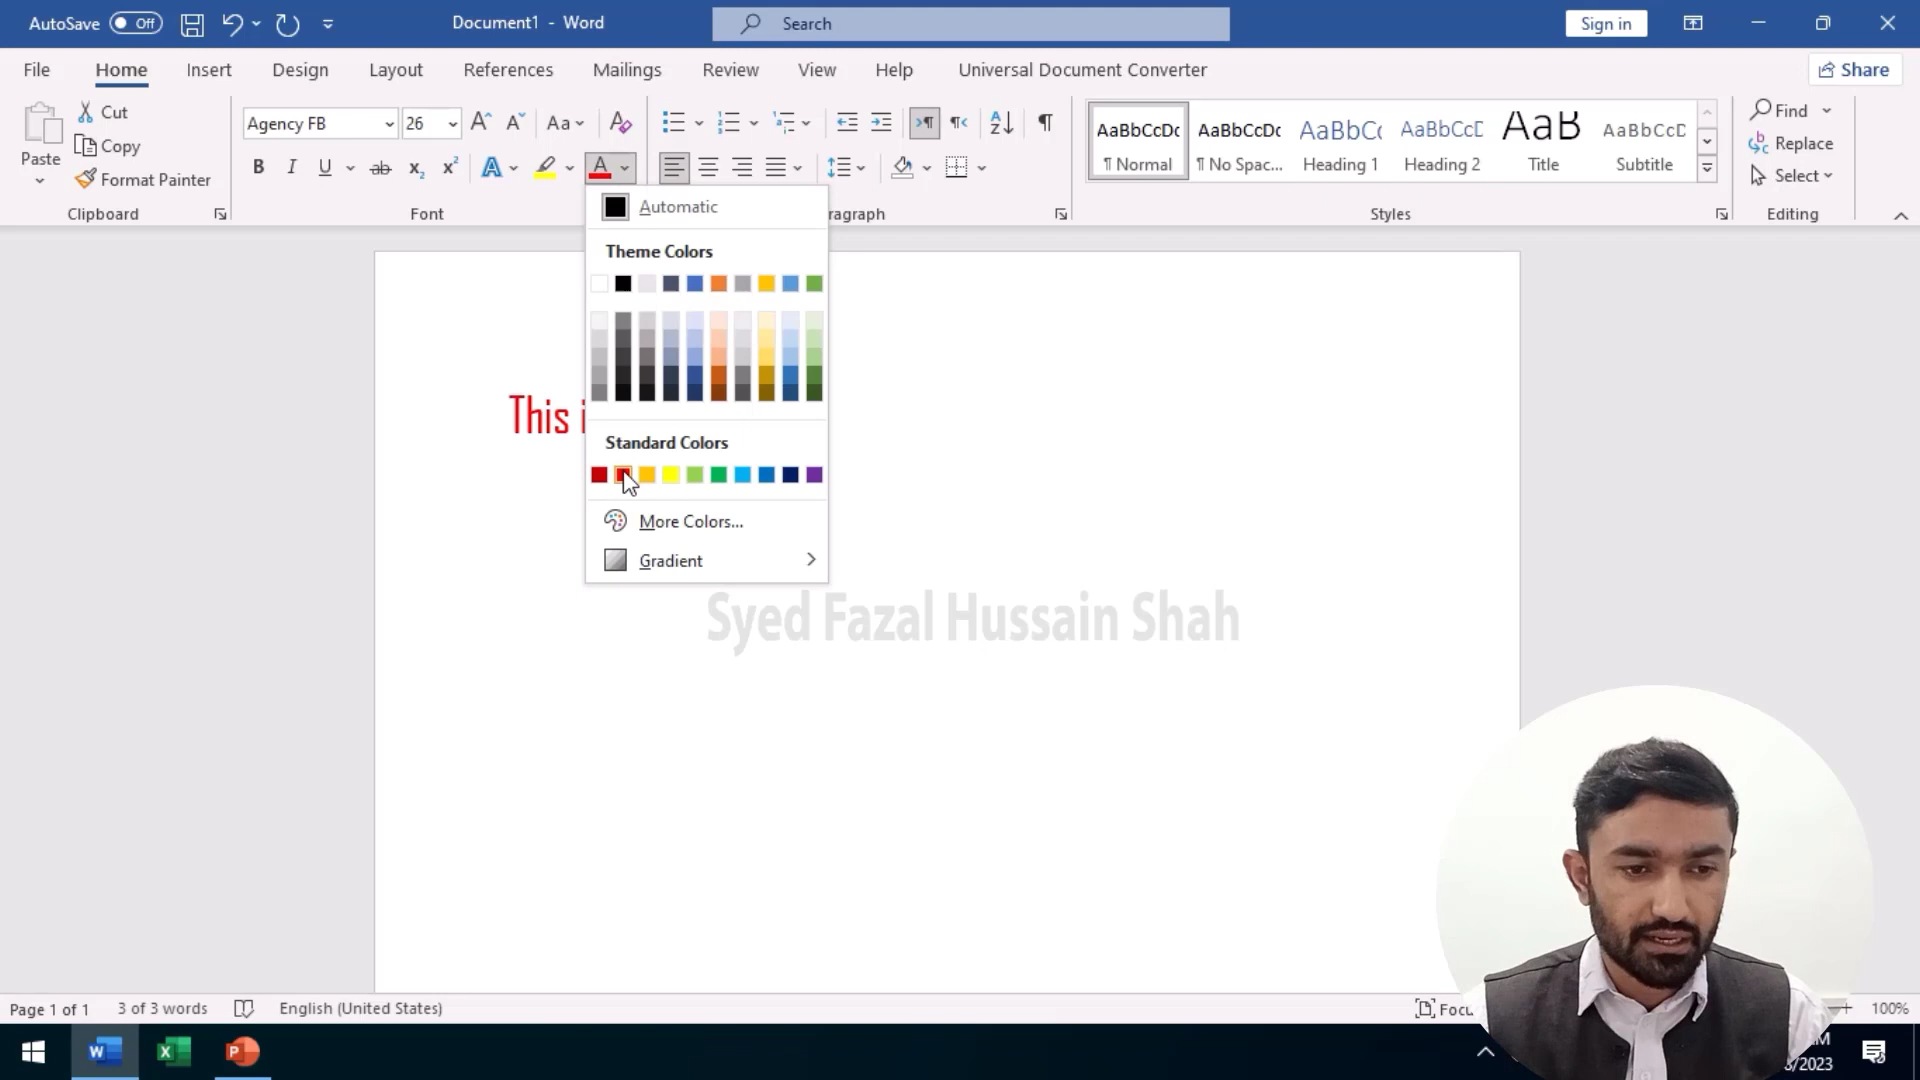 AutoSave Off Document1 - Word Search Sign in
File Home Insert Design Layout References Mailings Review View Help Universal Document Converter Share
Paste
Cut
Copy
Format Painter
Clipboard
Agency FB 26
Font
Paragraph
AaBbCcDc AaBbCcDc AaBbCc AaBbCcD AaB AaBbCcD
¶ Normal ¶ No Spac... Heading 1 Heading 2 Title Subtitle
Styles
Find
Replace
Select
Editing
Automatic
Theme Colors
Standard Colors
More Colors...
Gradient
This i
Syed Fazal Hussain Shah
Page 1 of 1 3 of 3 words English (United States) Focu 100%